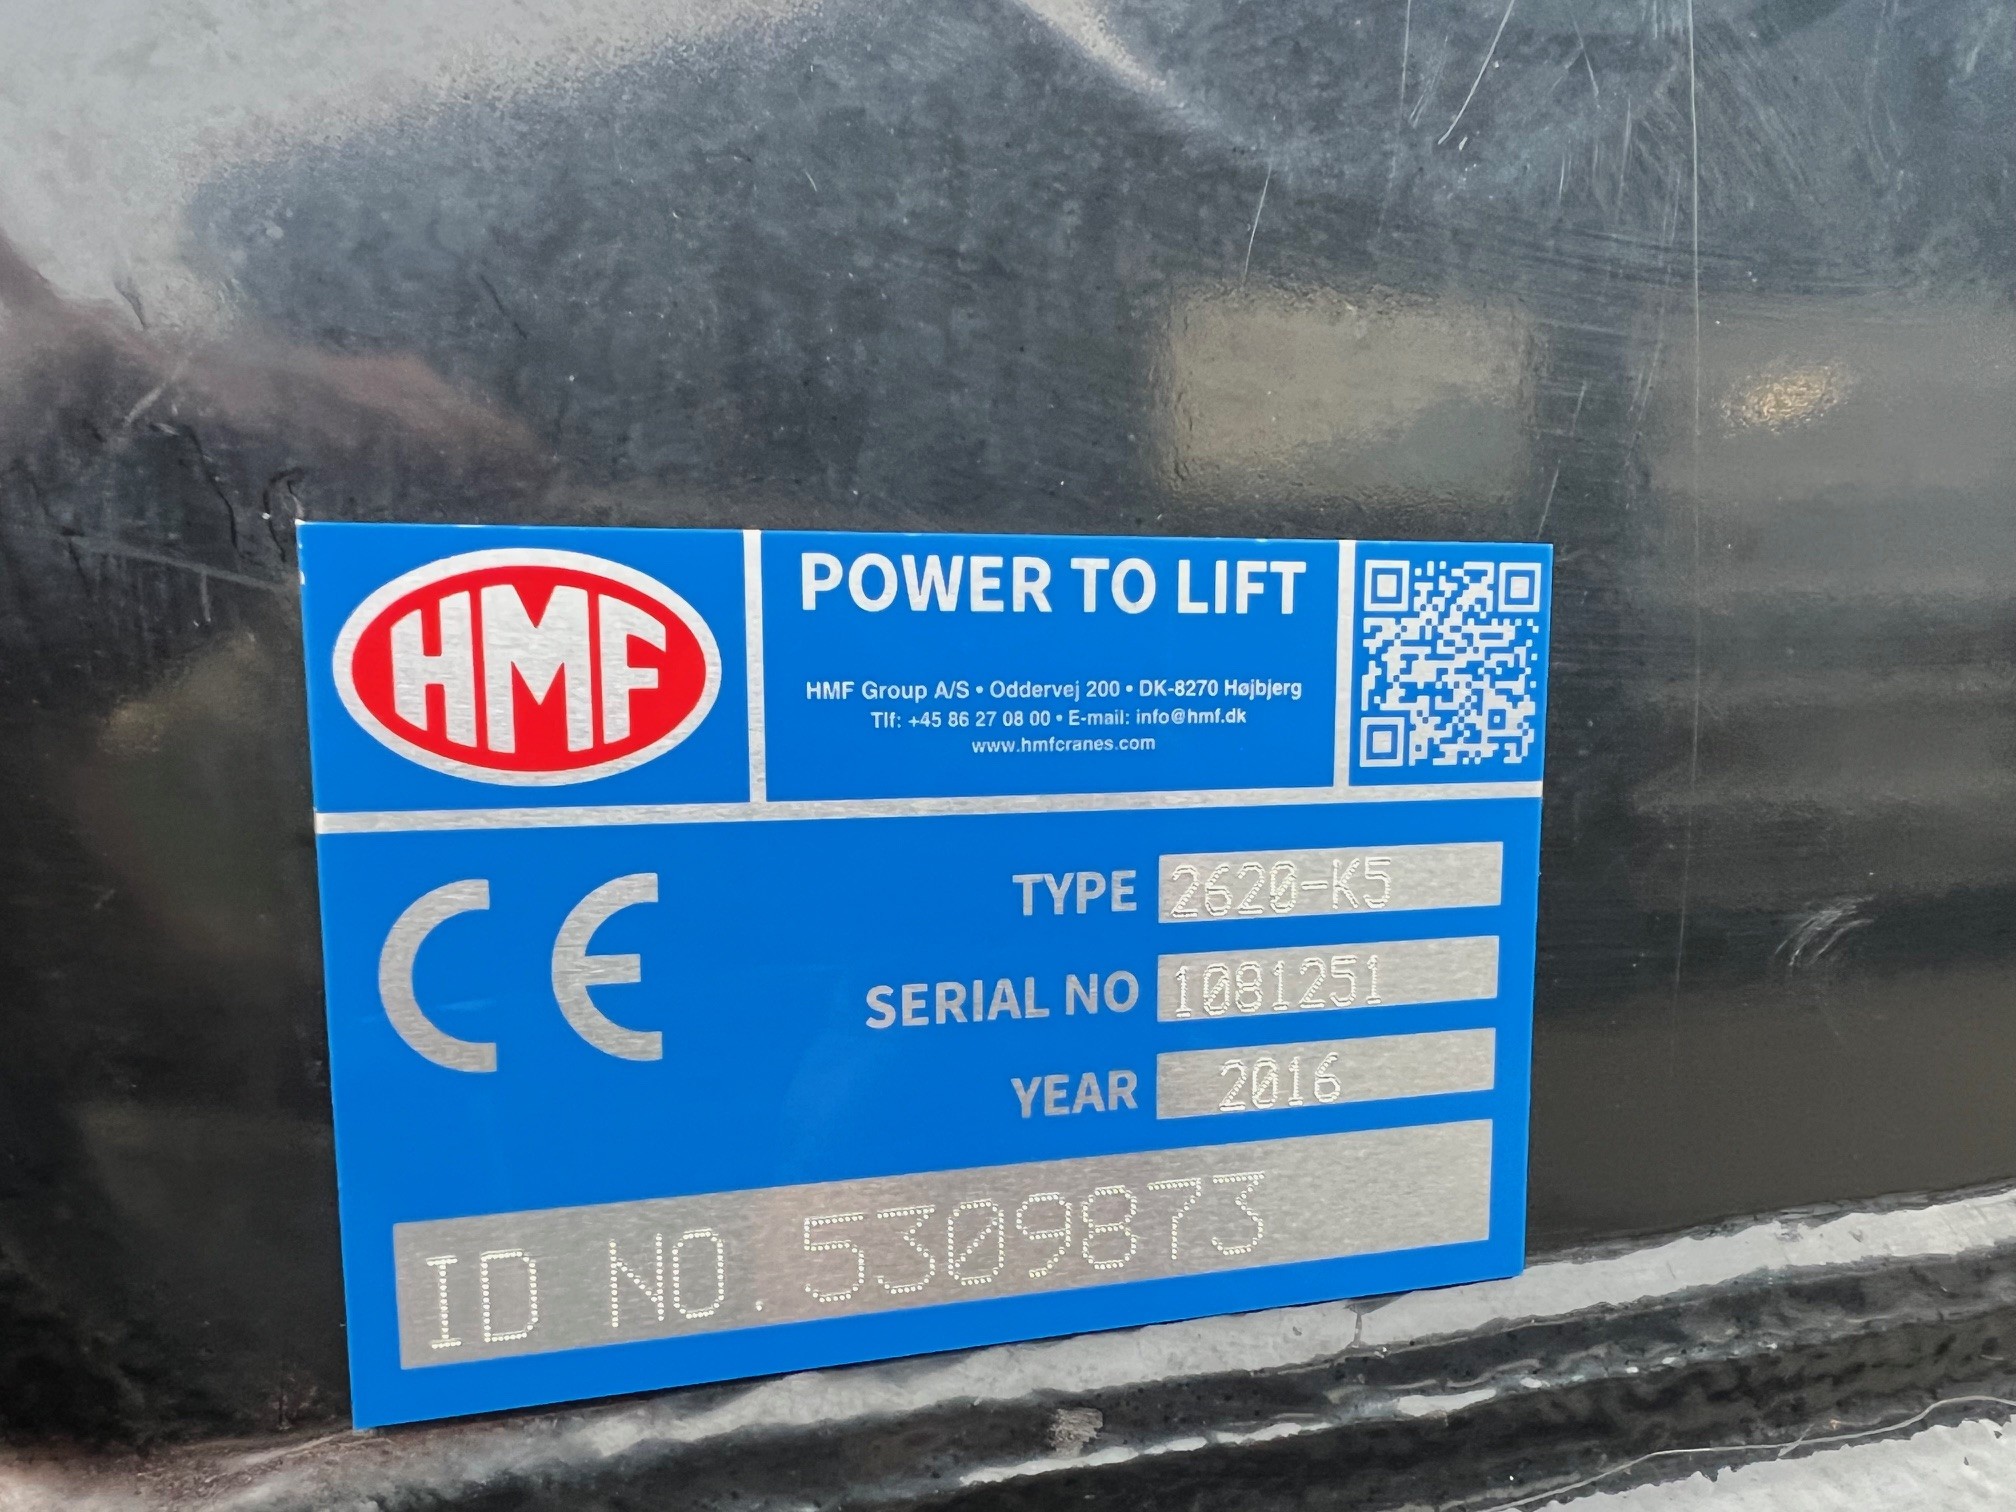 HMF
POWER TO LIFT
HMF Group A/S • Oddervej 200 • DK-8270 Højbjerg
Tlf: +45 86 27 08 00 • E-mail: info@hmf.dk
www.hmfcranes.com
CE
TYPE 2620-K5
SERIAL NO 1081251
YEAR 2016
ID NO. 5309873